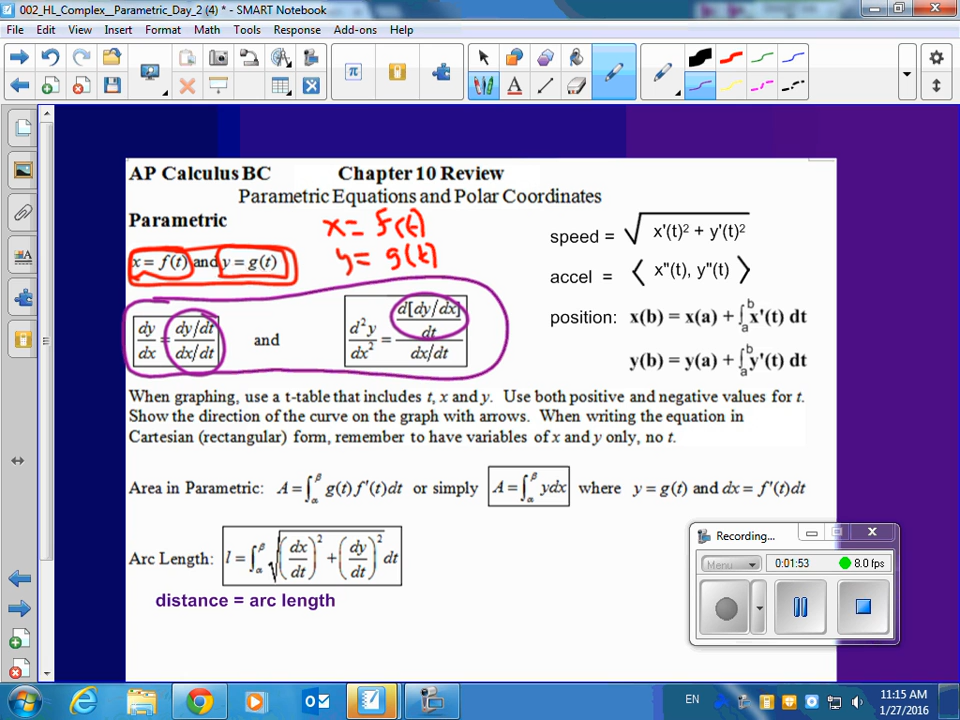 002_HL_Complex__Parametric_Day_2 (4) * - SMART Notebook
File Edit View Insert Format Math Tools Response Add-ons Help
AP Calculus BC Chapter 10 Review
Parametric Equations and Polar Coordinates
Parametric
x = f(t)
y = g(t)
x = f(t) and y = g(t)
speed = √ x'(t)² + y'(t)²
accel = ⟨ x"(t), y"(t) ⟩
position: x(b) = x(a) + ∫ₐᵇ x'(t) dt
y(b) = y(a) + ∫ₐᵇ y'(t) dt
dy/dx = (dy/dt)/(dx/dt) and d²y/dx² = (d[dy/dx]/dt)/(dx/dt)
When graphing, use a t-table that includes t, x and y. Use both positive and negative values for t.
Show the direction of the curve on the graph with arrows. When writing the equation in
Cartesian (rectangular) form, remember to have variables of x and y only, no t.
Area in Parametric: A = ∫_α^β g(t) f'(t)dt or simply A = ∫_α^β ydx where y = g(t) and dx = f'(t)dt
Arc Length: l = ∫_α^β √((dx/dt)² + (dy/dt)²) dt
distance = arc length
Recording...
Menu 0:01:53 8.0 fps
EN
11:15 AM
1/27/2016